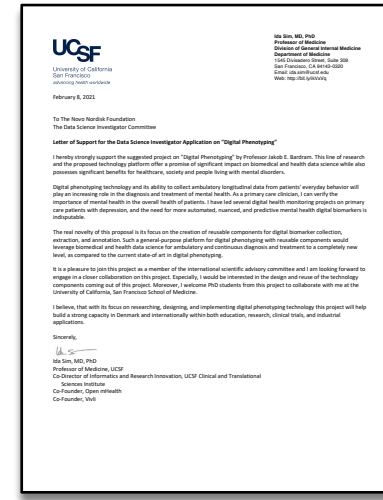 UCSF
Ida Sim, MD, PhD
Professor of Medicine
Division of General Internal Medicine
Department of Medicine
1545 Divisadero Street, Suite 308
San Francisco, CA 94143-0320
Email: ida.sim@ucsf.edu
University of California
San Francisco
advancing health worldwide
February 8, 2021
To The Novo Nordisk Foundation
The Data Science Investigator Committee
Letter of Support for the Data Science Investigator Application on "Digital Phenotyping"
I hereby strongly support the suggested project on "Digital Phenotyping" by Professor Jakob E. Bardram. This line of research
and the proposed technology platform offer a promise of significant impact on biomedical and health data science while also
possesses significant benefits for healthcare, society and people living with mental disorders.
Digital phenotyping technology and its ability to collect ambulatory longitudinal data from patients' everyday behavior will
play an increasing role in the diagnosis and treatment of mental health. As a primary care clinician, I can verify the
importance of mental health in the overall health of patients. I have led several digital health monitoring projects on primary
care patients with depression, and the need for more automated, nuanced, and predictive mental health digital biomarkers is
indisputable.
The real novelty of this proposal is its focus on the creation of reusable components for digital biomarker collection,
extraction, and annotation. Such a general-purpose platform for digital phenotyping with reusable components would
leverage biomedical and health data science for ambulatory and continuous diagnosis and treatment to a completely new
level, as compared to the current state-of-art in digital phenotyping.
It is a pleasure to join this project as a member of the international scientific advisory committee and I am looking forward to
engage in a closer collaboration on this project. Especially, I would be interested in the design and reuse of the technology
components coming out of this project. Moreover, I welcome PhD students from this project to collaborate with me at the
University of California, San Francisco School of Medicine.
I believe, that with its focus on researching, designing, and implementing digital phenotyping technology this project will help
build a strong capacity in Denmark and internationally within both education, research, clinical trials, and industrial
applications.
Sincerely,
Ida Sim, MD, PhD
Professor of Medicine, UCSF
Co-Director of Informatics and Research Innovation, UCSF Clinical and Translational
Sciences Institute
Co-Founder, Open mHealth
Co-Founder, Vivli